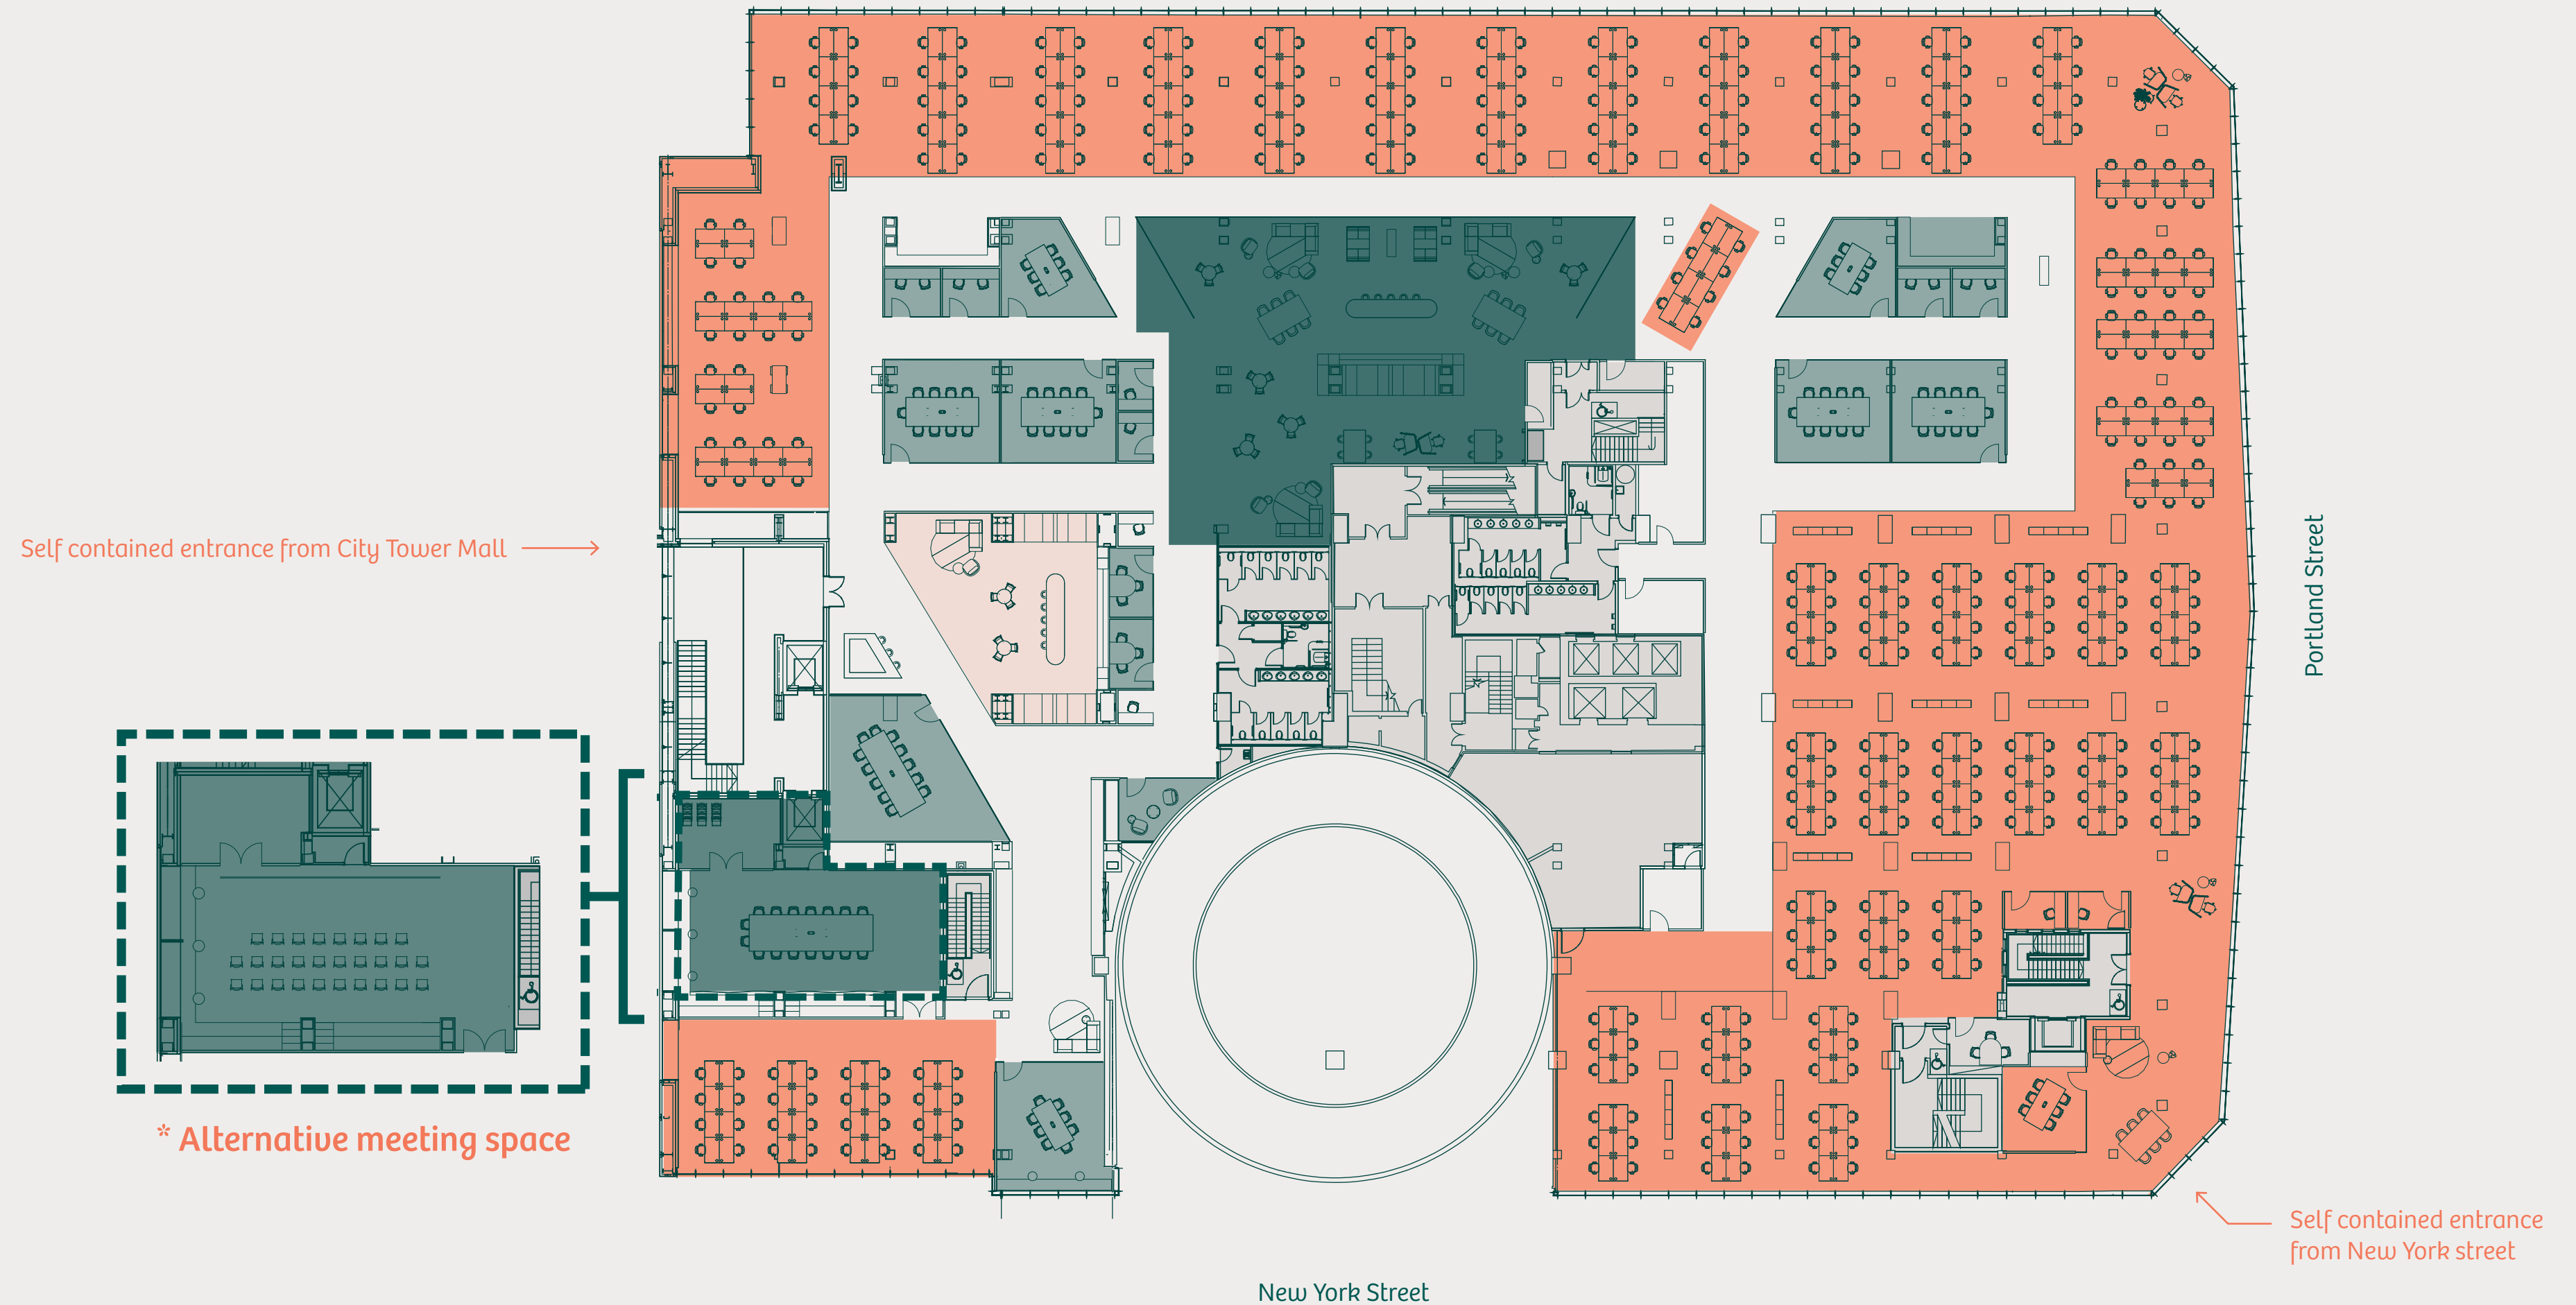 Self contained entrance from City Tower Mall
Portland Street
* Alternative meeting space
Self contained entrance
from New York street
New York Street